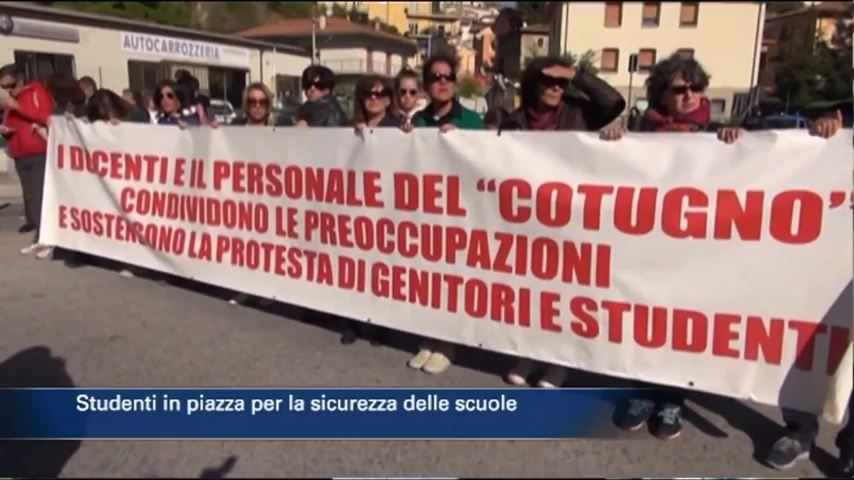 AUTOCARROZZERIA
I DOCENTI E IL PERSONALE DEL "COTUGNO"
CONDIVIDONO LE PREOCCUPAZIONI
E SOSTENGONO LA PROTESTA DI GENITORI E STUDENTI
Studenti in piazza per la sicurezza delle scuole